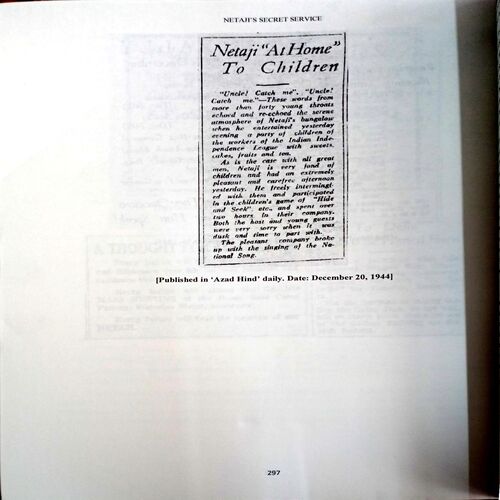 NETAJI'S SECRET SERVICE
Netaji "At Home"
To Children
"Uncle! Catch me", "Uncle!
Catch me."—These words from
more than forty young throats
echoed and re-echoed the serene
atmosphere of Netaji's bungalow
when he entertained yesterday
evening a party of children of
the workers of the Indian Inde-
pendence League with sweets,
cakes, fruits and tea.
As is the case with all great
men, Netaji is very fond of
children and had an extremely
pleasant and carefree afternoon
yesterday. He freely intermingl-
ed with them and participated
in the children's game of "Hide
and Seek", etc., and spent over
two hours in their company.
Both the host and young guests
were very sorry when it was
dusk and time to part with.
The pleasant company broke
up with the singing of the Na-
tional Song.
[Published in 'Azad Hind' daily. Date: December 20, 1944]
297